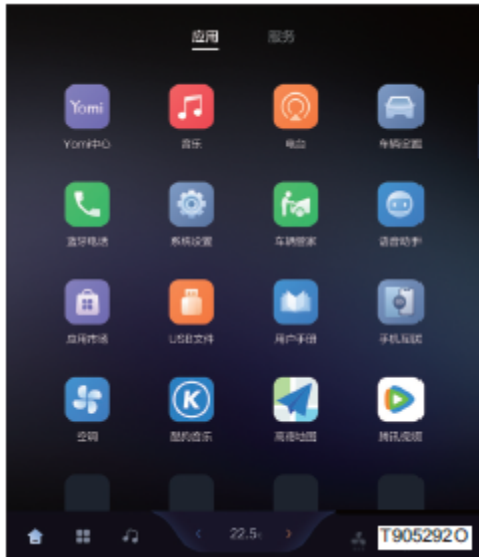 应用 服务
Yomi
Yomi中心 音乐 电台 车辆设置
蓝牙电话 系统设置 车辆管家 语音助手
应用市场 USB文件 用户手册 手机互联
K
空调 酷狗音乐 高德地图 腾讯视频
22.5
T905292O